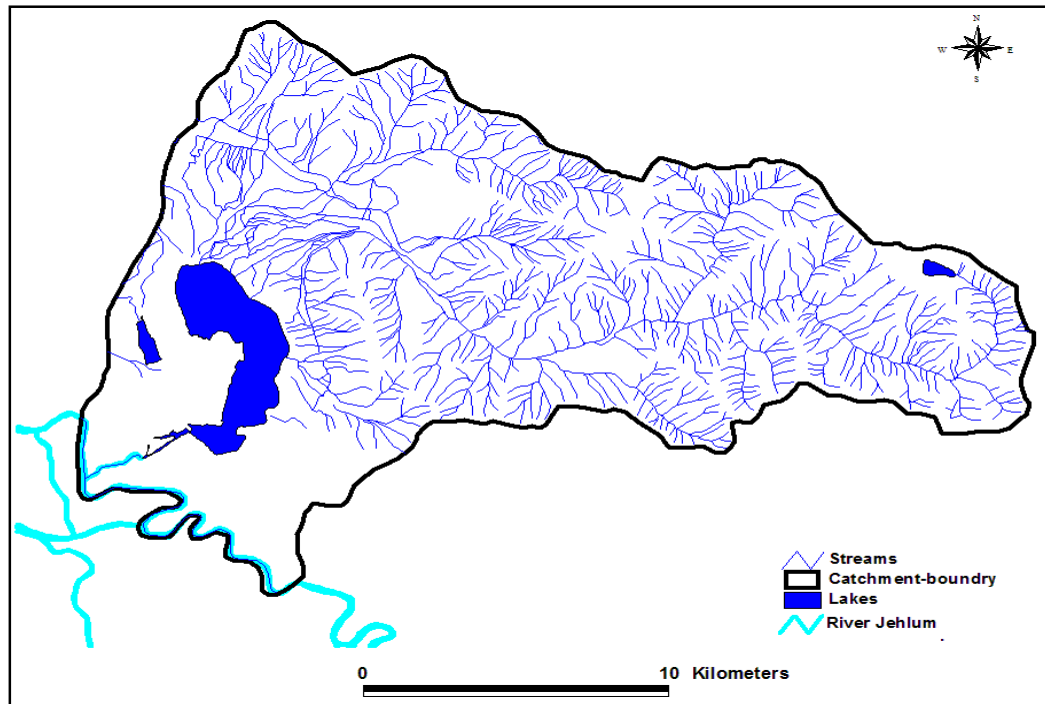 N
W E
S
Streams
Catchment-boundry
Lakes
River Jehlum
0 10 Kilometers